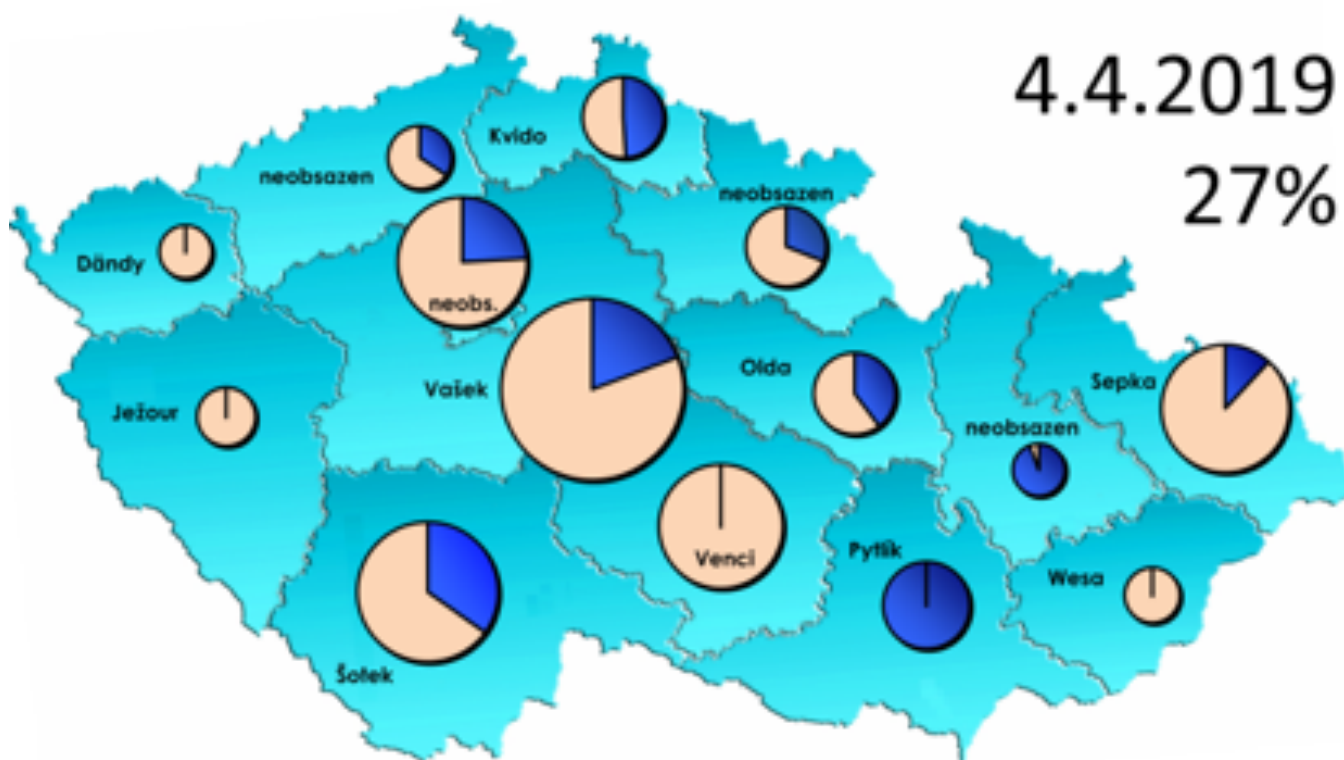 4.4.2019
27%
Kvido
neobsazen
neobsazen
Dändy
neobs.
Vašek
Olda
Sepka
Ježour
neobsazen
Venci
Pytlík
Wesa
Šotek